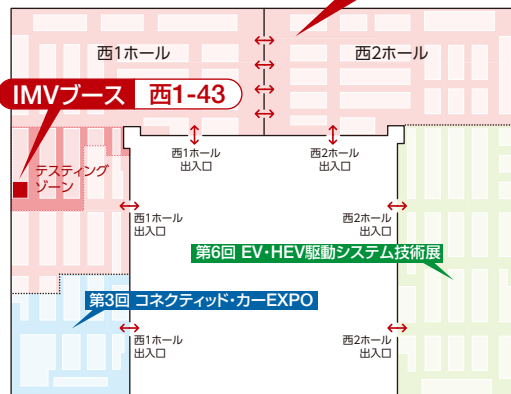 西1ホール
西2ホール
IMVブース 西1-43
西1ホール
出入口
西2ホール
出入口
テスティング
ゾーン
西1ホール
出入口
西2ホール
出入口
第6回 EV・HEV駆動システム技術展
第3回 コネクティッド・カーEXPO
西1ホール
出入口
西2ホール
出入口